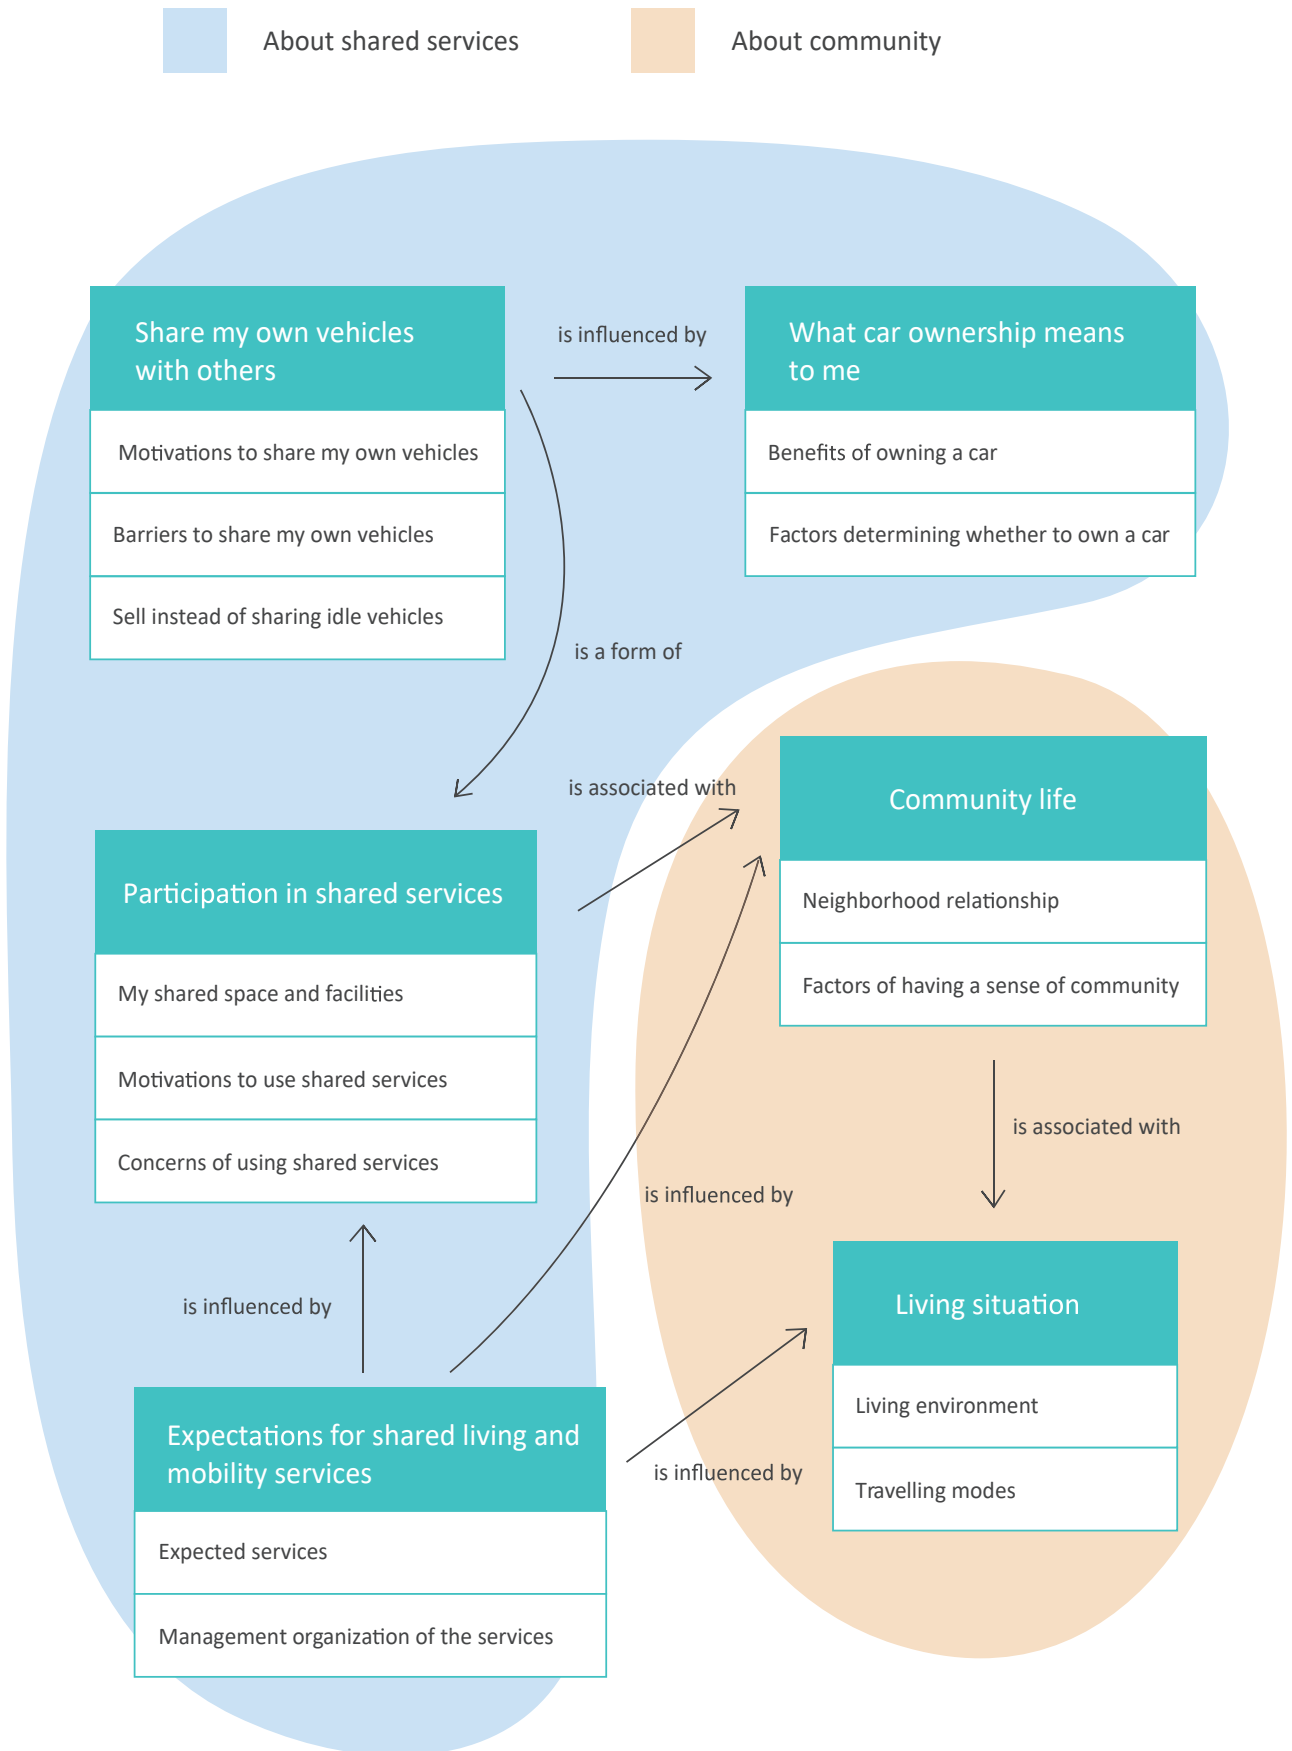 About shared services
About community
Share my own vehicles
with others
is influenced by
What car ownership means
to me
Motivations to share my own vehicles
Barriers to share my own vehicles
Sell instead of sharing idle vehicles
Benefits of owning a car
Factors determining whether to own a car
is a form of
is associated with
Community life
Neighborhood relationship
Factors of having a sense of community
Participation in shared services
My shared space and facilities
Motivations to use shared services
Concerns of using shared services
is associated with
is influenced by
is influenced by
Living situation
Living environment
Travelling modes
Expectations for shared living and
mobility services
is influenced by
Expected services
Management organization of the services